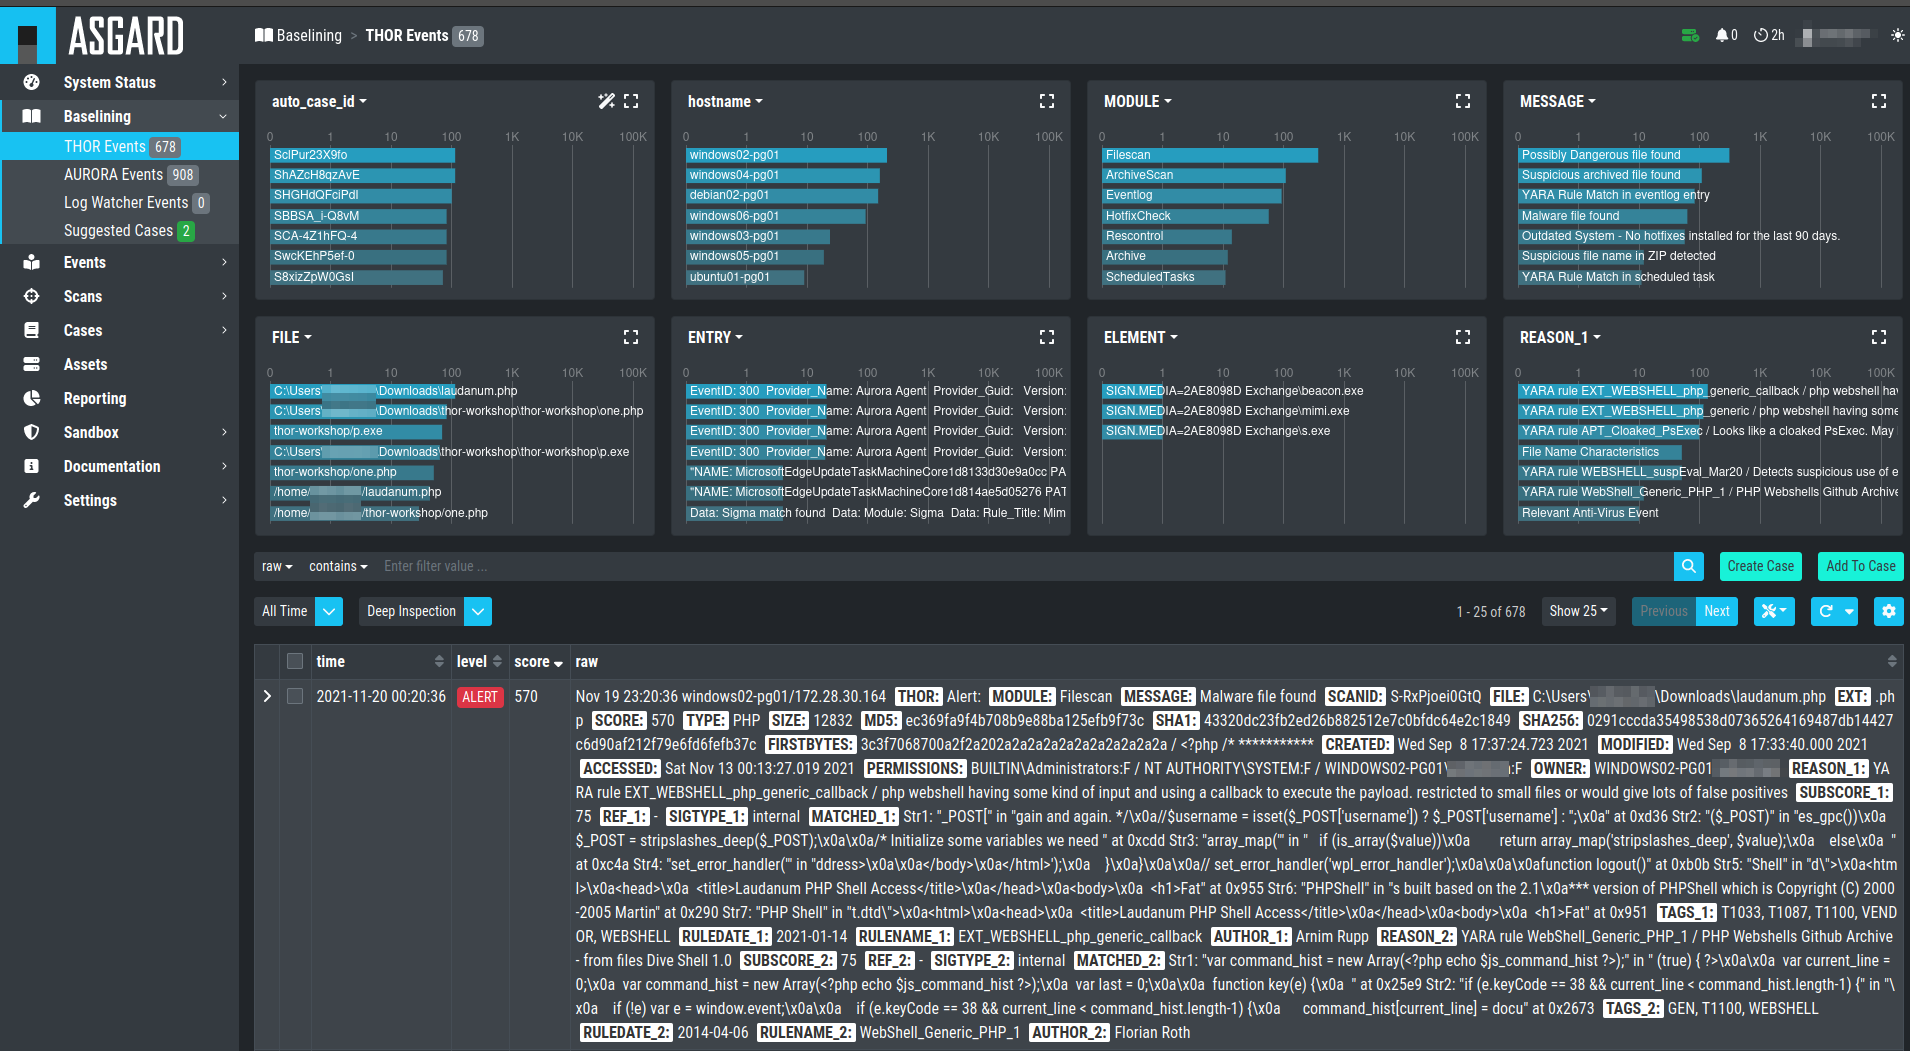 ASGARD
Baselining > THOR Events 678
0 2h
System Status
Baselining
THOR Events 678
AURORA Events 908
Log Watcher Events 0
Suggested Cases 2
Events
Scans
Cases
Assets
Reporting
Sandbox
Documentation
Settings
auto_case_id
0 1 10 100 1K 10K 100K
SclPur23X9fo
ShAZcH8qzAvE
SHGHdQFciPdI
SBBSA_i-Q8vM
SCA-4Z1hFQ-4
SwcKEhP5ef-0
S8xizZpW0GsI
hostname
0 1 10 100 1K 10K 100K
windows02-pg01
windows04-pg01
debian02-pg01
windows06-pg01
windows03-pg01
windows05-pg01
ubuntu01-pg01
MODULE
0 1 10 100 1K 10K 100K
Filescan
ArchiveScan
Eventlog
HotfixCheck
Rescontrol
Archive
ScheduledTasks
MESSAGE
0 1 10 100 1K 10K 100K
Possibly Dangerous file found
Suspicious archived file found
YARA Rule Match in eventlog entry
Malware file found
Outdated System - No hotfixes installed for the last 90 days.
Suspicious file name in ZIP detected
YARA Rule Match in scheduled task
FILE
0 1 10 100 1K 10K 100K
C:\Users\ \Downloads\laudanum.php
C:\Users\ \Downloads\thor-workshop\thor-workshop\one.php
thor-workshop/p.exe
C:\Users\ Downloads\thor-workshop\thor-workshop\p.exe
thor-workshop/one.php
/home/ /laudanum.php
/home/ /thor-workshop/one.php
ENTRY
0 1 10 100 1K 10K 100K
EventID: 300 Provider_Name: Aurora Agent Provider_Guid: Version:
EventID: 300 Provider_Name: Aurora Agent Provider_Guid: Version:
EventID: 300 Provider_Name: Aurora Agent Provider_Guid: Version:
EventID: 300 Provider_Name: Aurora Agent Provider_Guid: Version:
"NAME: MicrosoftEdgeUpdateTaskMachineCore1d8133d30e9a0cc PA
"NAME: MicrosoftEdgeUpdateTaskMachineCore1d814ae5d05276 PAT
Data: Sigma match found Data: Module: Sigma Data: Rule_Title: Mim
ELEMENT
0 1 10 100 1K 10K 100K
SIGN.MEDIA=2AE8098D Exchange\beacon.exe
SIGN.MEDIA=2AE8098D Exchange\mimi.exe
SIGN.MEDIA=2AE8098D Exchange\s.exe
REASON_1
0 1 10 100 1K 10K 100K
YARA rule EXT_WEBSHELL_php_generic_callback / php webshell hav
YARA rule EXT_WEBSHELL_php_generic / php webshell having some
YARA rule APT_Cloaked_PsExec / Looks like a cloaked PsExec. May
File Name Characteristics
YARA rule WEBSHELL_suspEval_Mar20 / Detects suspicious use of e
YARA rule WebShell_Generic_PHP_1 / PHP Webshells Github Archive
Relevant Anti-Virus Event
raw contains Enter filter value ... Create Case Add To Case
All Time Deep Inspection 1 - 25 of 678 Show 25 Previous Next
time level score raw
2021-11-20 00:20:36 ALERT 570 Nov 19 23:20:36 windows02-pg01/172.28.30.164 THOR: Alert: MODULE: Filescan MESSAGE: Malware file found SCANID: S-RxPjoei0GtQ FILE: C:\Users\ \Downloads\laudanum.php EXT: .ph
p SCORE: 570 TYPE: PHP SIZE: 12832 MD5: ec369fa9f4b708b9e88ba125efb9f73c SHA1: 43320dc23fb2ed26b882512e7c0bfdc64e2c1849 SHA256: 0291cccda35498538d07365264169487db14427
c6d90af212f79e6fd6fefb37c FIRSTBYTES: 3c3f7068700a2f2a202a2a2a2a2a2a2a2a2a2a2a / <?php /* *********** CREATED: Wed Sep 8 17:37:24.723 2021 MODIFIED: Wed Sep 8 17:33:40.000 2021
ACCESSED: Sat Nov 13 00:13:27.019 2021 PERMISSIONS: BUILTIN\Administrators:F / NT AUTHORITY\SYSTEM:F / WINDOWS02-PG01\ :F OWNER: WINDOWS02-PG01 REASON_1: YA
RA rule EXT_WEBSHELL_php_generic_callback / php webshell having some kind of input and using a callback to execute the payload. restricted to small files or would give lots of false positives SUBSCORE_1:
75 REF_1: - SIGTYPE_1: internal MATCHED_1: Str1: "_POST[" in "gain and again. */\x0a//$username = isset($_POST['username']) ? $_POST['username'] : '';\x0a" at 0xd36 Str2: "($_POST)" in "es_gpc())\x0a
$_POST = stripslashes_deep($_POST);\x0a\x0a/* Initialize some variables we need " at 0xcdd Str3: "array_map('" in " if (is_array($value))\x0a return array_map('stripslashes_deep', $value);\x0a else\x0a "
at 0xc4a Str4: "set_error_handler('" in "ddress>\x0a\x0a</body>\x0a</html>');\x0a }\x0a}\x0a\x0a// set_error_handler('wpl_error_handler');\x0a\x0a\x0afunction logout()" at 0xb0b Str5: "Shell" in "d\">\x0a<htm
l>\x0a<head>\x0a <title>Laudanum PHP Shell Access</title>\x0a</head>\x0a<body>\x0a <h1>Fat" at 0x955 Str6: "PHPShell" in "s built based on the 2.1\x0a*** version of PHPShell which is Copyright (C) 2000
-2005 Martin" at 0x290 Str7: "PHP Shell" in "t.dtd\">\x0a<html>\x0a<head>\x0a <title>Laudanum PHP Shell Access</title>\x0a</head>\x0a<body>\x0a <h1>Fat" at 0x951 TAGS_1: T1033, T1087, T1100, VEND
OR, WEBSHELL RULEDATE_1: 2021-01-14 RULENAME_1: EXT_WEBSHELL_php_generic_callback AUTHOR_1: Arnim Rupp REASON_2: YARA rule WebShell_Generic_PHP_1 / PHP Webshells Github Archive
- from files Dive Shell 1.0 SUBSCORE_2: 75 REF_2: - SIGTYPE_2: internal MATCHED_2: Str1: "var command_hist = new Array(<?php echo $js_command_hist ?>);" in " (true) { ?>\x0a\x0a var current_line =
0;\x0a var command_hist = new Array(<?php echo $js_command_hist ?>);\x0a var last = 0;\x0a\x0a function key(e) {\x0a " at 0x25e9 Str2: "if (e.keyCode == 38 && current_line < command_hist.length-1) {" in "\
x0a if (!e) var e = window.event;\x0a\x0a if (e.keyCode == 38 && current_line < command_hist.length-1) {\x0a command_hist[current_line] = docu" at 0x2673 TAGS_2: GEN, T1100, WEBSHELL
RULEDATE_2: 2014-04-06 RULENAME_2: WebShell_Generic_PHP_1 AUTHOR_2: Florian Roth